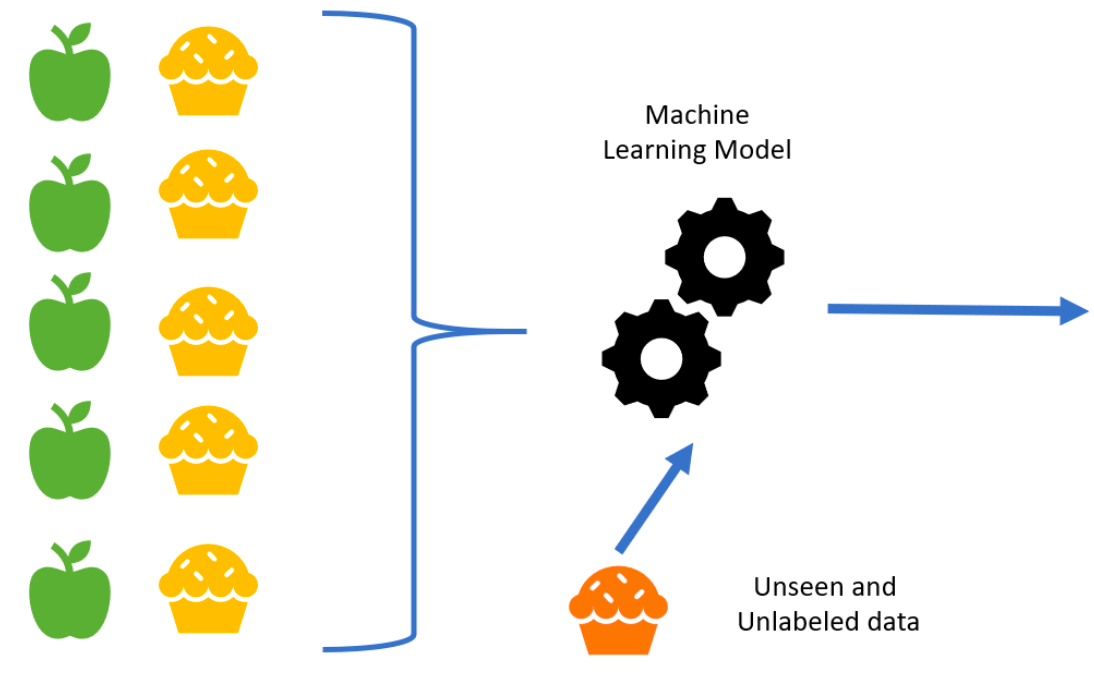 Machine
Learning Model
Unseen and
Unlabeled data